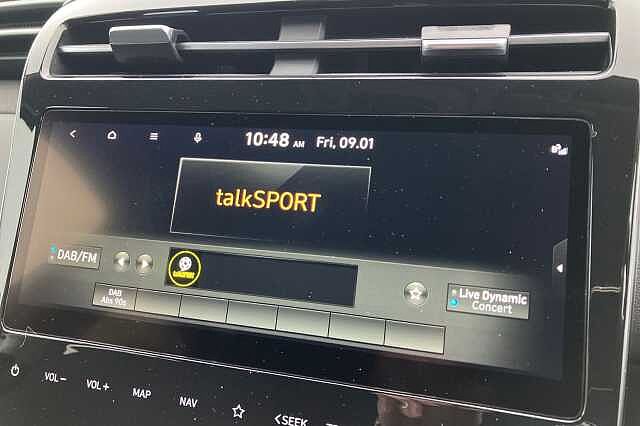 10:48 AM Fri, 09.01
talkSPORT
DAB/FM
DAB
Abs 90s
Live Dynamic
Concert
VOL− VOL+ MAP NAV <SEEK